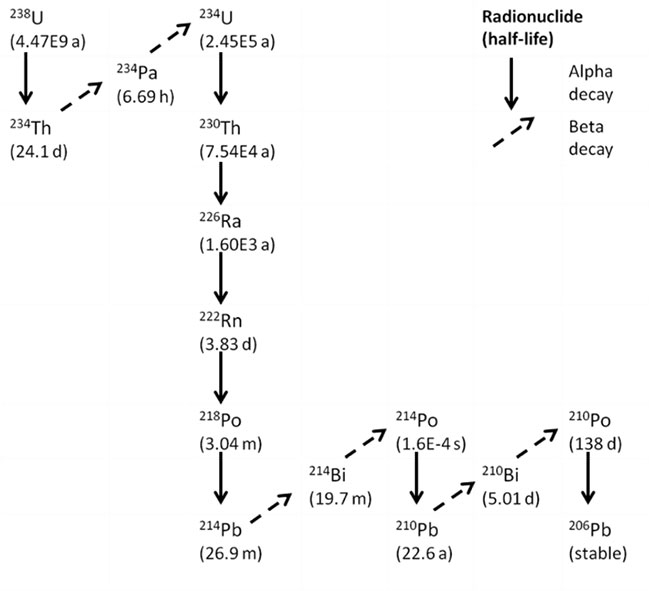 ²³⁸U
(4.47E9 a)
²³⁴Th
(24.1 d)
²³⁴Pa
(6.69 h)
²³⁴U
(2.45E5 a)
²³⁰Th
(7.54E4 a)
²²⁶Ra
(1.60E3 a)
²²²Rn
(3.83 d)
²¹⁸Po
(3.04 m)
²¹⁴Pb
(26.9 m)
²¹⁴Bi
(19.7 m)
²¹⁴Po
(1.6E-4 s)
²¹⁰Pb
(22.6 a)
²¹⁰Bi
(5.01 d)
²¹⁰Po
(138 d)
²⁰⁶Pb
(stable)
Radionuclide
(half-life)
Alpha
decay
Beta
decay